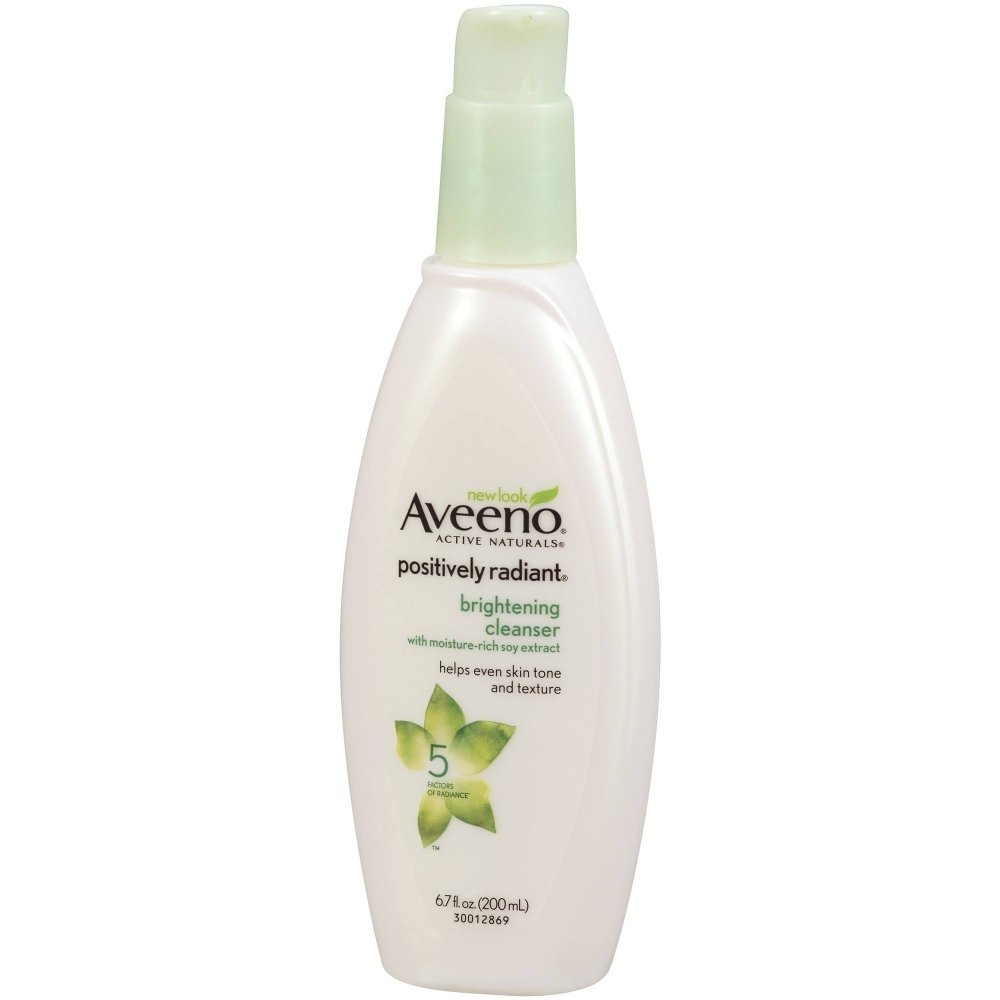 new look
Aveeno®
ACTIVE NATURALS®
positively radiant®
brightening
cleanser
with moisture-rich soy extract
helps even skin tone
and texture
5
FACTORS
OF RADIANCE™
™
6.7 fl. oz. (200 mL)
30012869